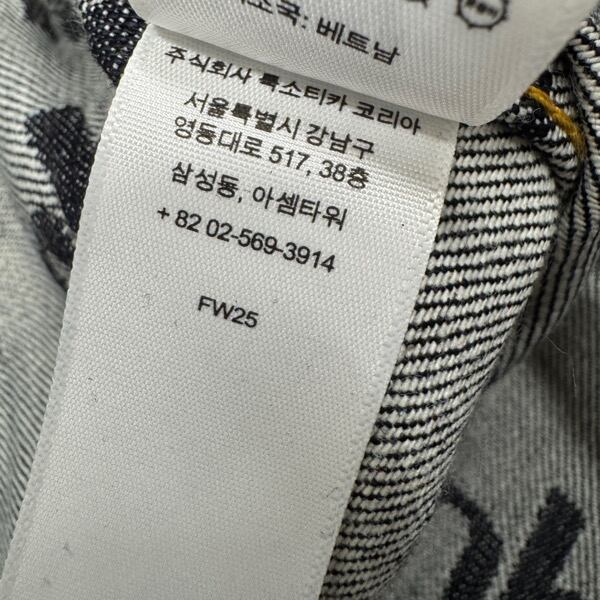 제조국: 베트남
주식회사 룩소티카 코리아
서울특별시 강남구
영동대로 517, 38층
삼성동, 아셈타워
+ 82 02-569-3914
FW25